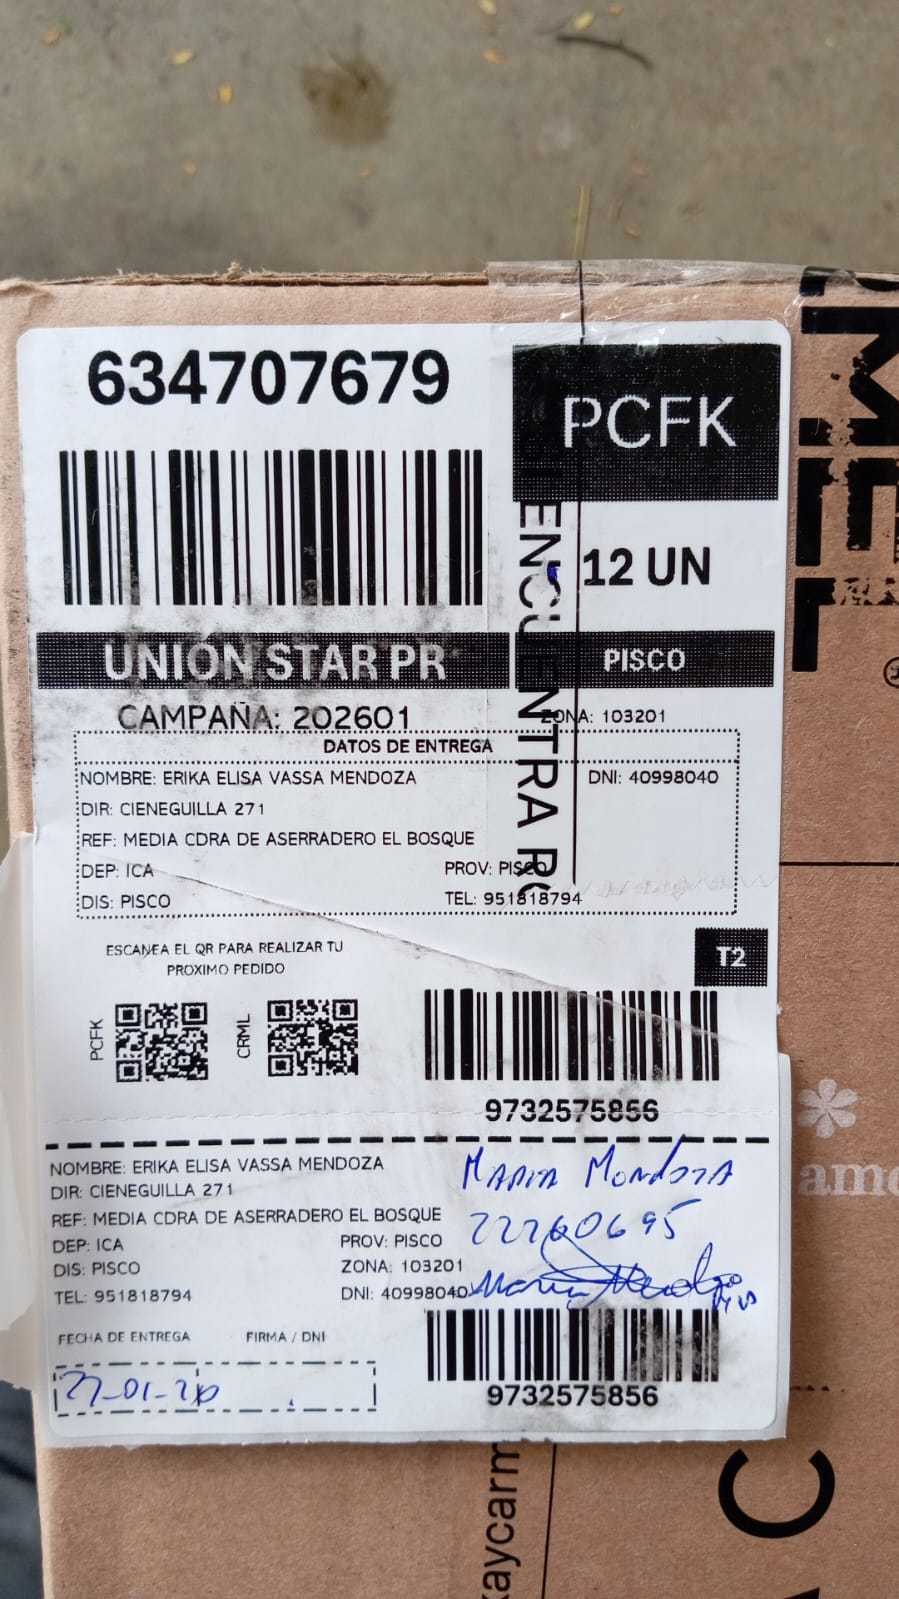 634707679
PCFK
12 UN
ENCUENTRA
UNIÓN STAR PR
PISCO
CAMPAÑA: 202601
ZONA: 103201
DATOS DE ENTREGA
NOMBRE: ERIKA ELISA VASSA MENDOZA
DNI: 40998040
DIR: CIENEGUILLA 271
REF: MEDIA CDRA DE ASERRADERO EL BOSQUE
DEP: ICA
PROV: PISCO
DIS: PISCO
TEL: 951818794
ESCANEA EL QR PARA REALIZAR TU
PROXIMO PEDIDO
T2
PCFK
CRML
9732575856
NOMBRE: ERIKA ELISA VASSA MENDOZA
DIR: CIENEGUILLA 271
REF: MEDIA CDRA DE ASERRADERO EL BOSQUE
DEP: ICA
PROV: PISCO
DIS: PISCO
ZONA: 103201
TEL: 951818794
DNI: 40998040
Maria Mendoza
22260695
FECHA DE ENTREGA
FIRMA / DNI
9732575856